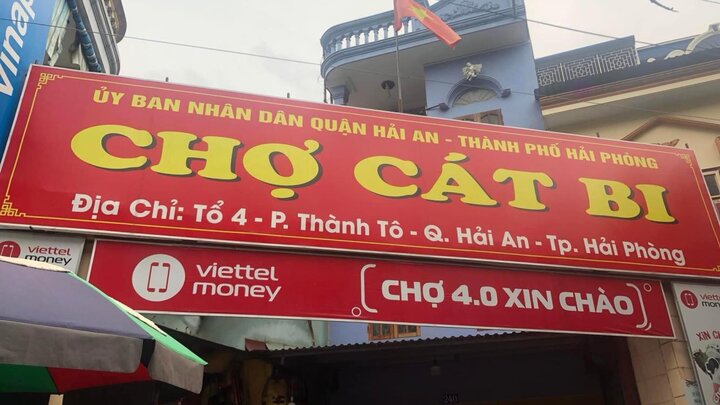 ỦY BAN NHÂN DÂN QUẬN HẢI AN - THÀNH PHỐ HẢI PHÒNG
CHỢ CÁT BI
Địa Chỉ: Tổ 4 - P. Thành Tô - Q. Hải An - Tp. Hải Phòng
viettel
money
viettel
money
CHỢ 4.0 XIN CHÀO
viettel